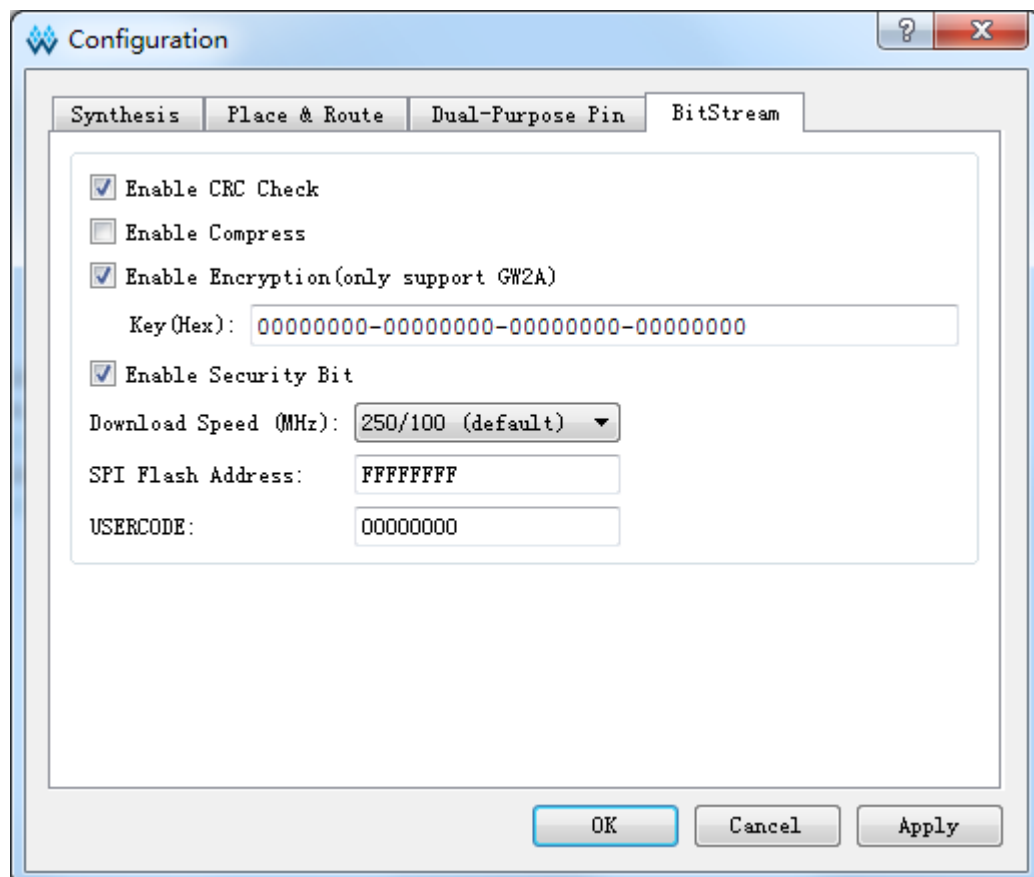 Configuration
Synthesis Place & Route Dual-Purpose Pin BitStream
Enable CRC Check
Enable Compress
Enable Encryption(only support GW2A)
Key(Hex): 00000000-00000000-00000000-00000000
Enable Security Bit
Download Speed (MHz): 250/100 (default)
SPI Flash Address: FFFFFFFF
USERCODE: 00000000
OK Cancel Apply